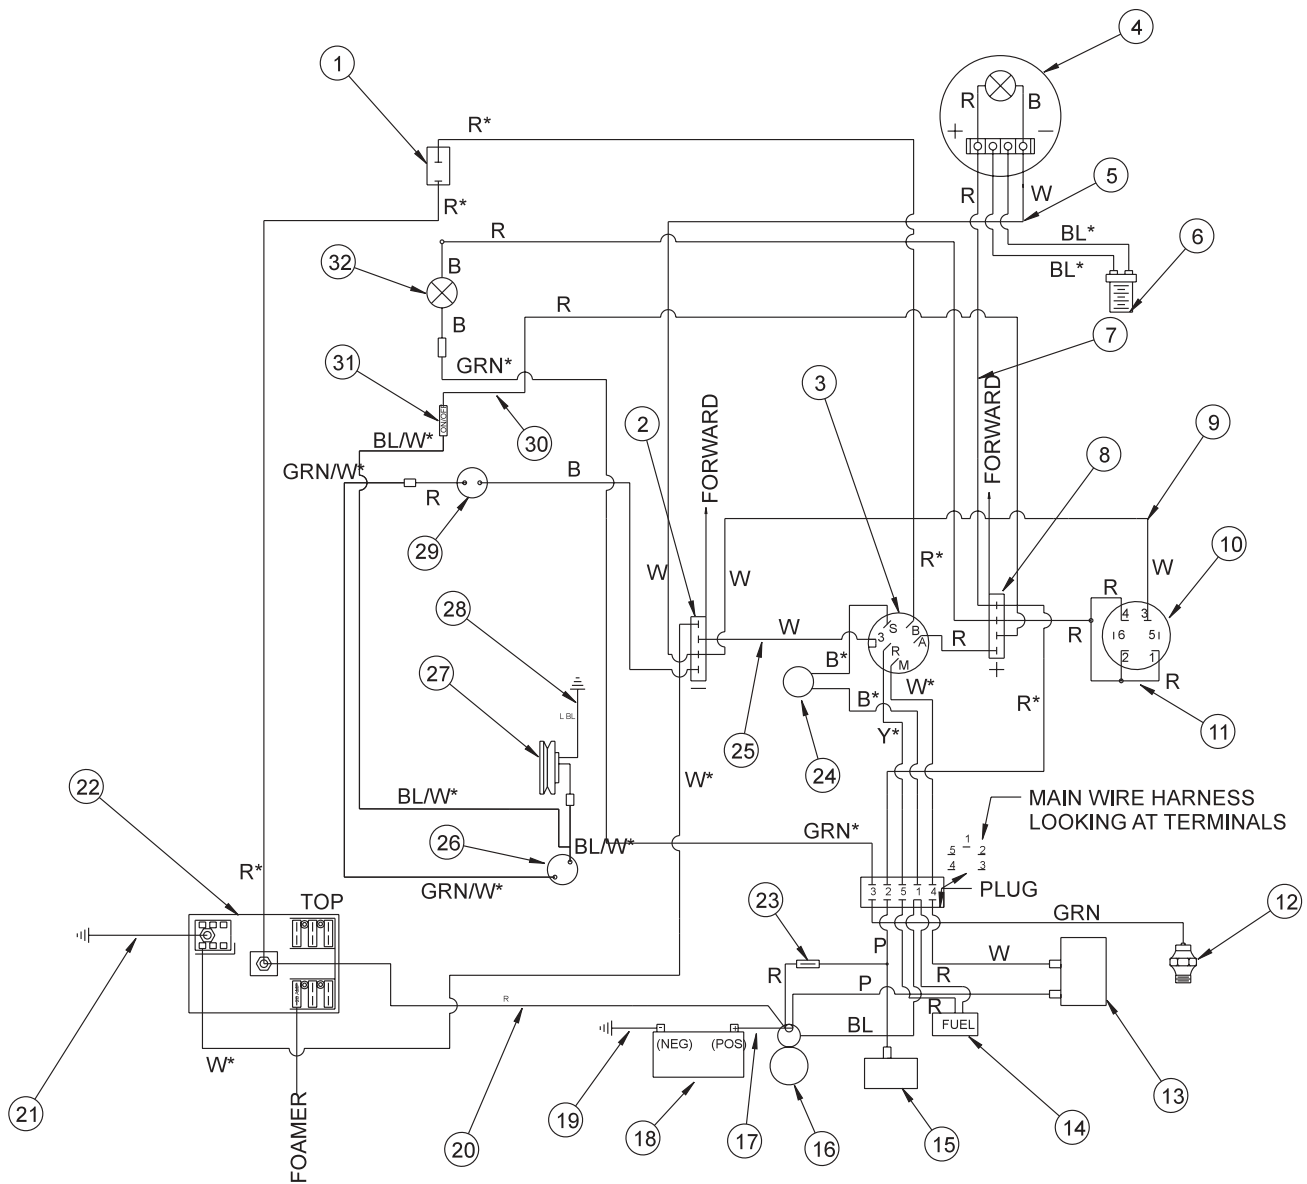 4
1
R*
R
B
+
−
5
R*
R
W
R
BL*
6
BL*
32
B
R
7
B
31
GRN*
3
ON/OFF
2
FORWARD
FORWARD
9
BL/W*
30
8
GRN/W*
B
R
29
10
R*
W
28
W
W
R
4
3
S
B
W
3
A
R
R
6
5
27
R
M
2
1
B*
+
R
L BL
−
W*
B*
R*
11
24
Y*
25
22
W*
BL/W*
MAIN WIRE HARNESS
LOOKING AT TERMINALS
GRN*
1
26
BL/W*
5
2
4
3
R*
GRN/W*
3
2
5
1
4
PLUG
TOP
23
GRN
12
P
W
R
R
P
R
R
FUEL
BL
(NEG)
(POS)
W*
21
FOAMER
20
19
18
17
16
15
14
13